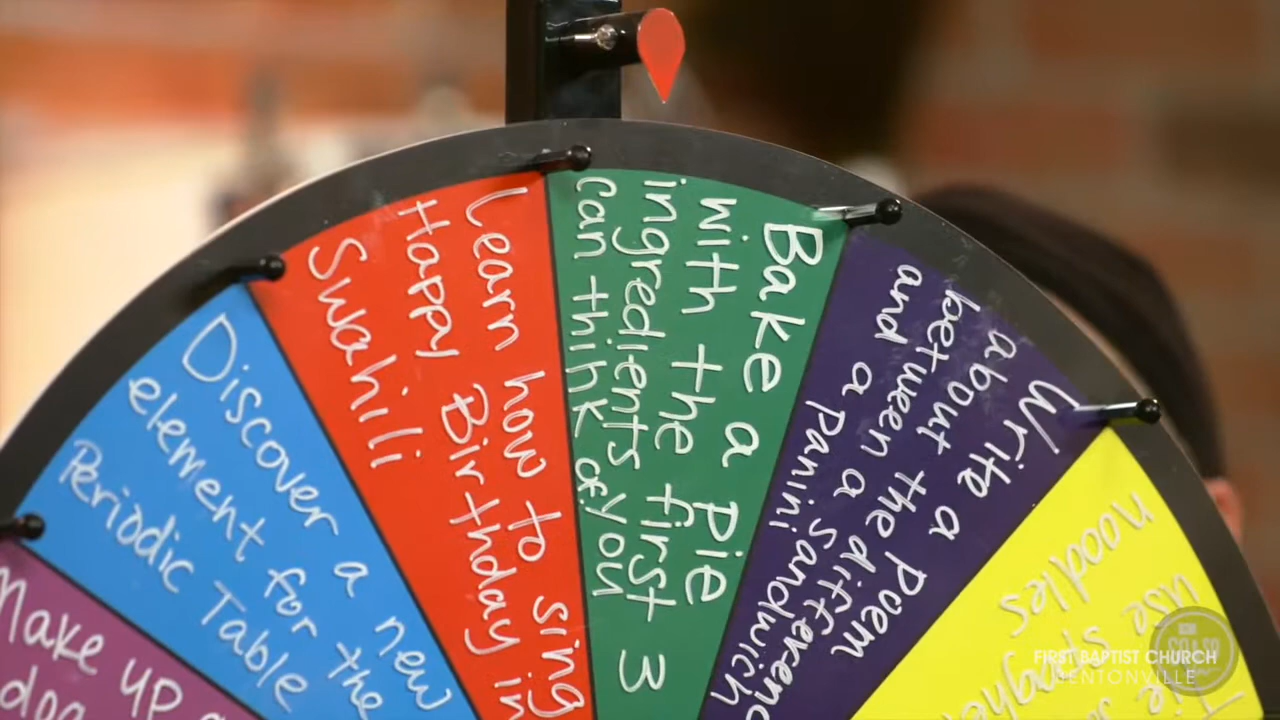 Make up a
dog
Discover a new
element for the
Periodic Table
Learn how to sing
Happy Birthday in
Swahili
Bake a Pie
with the first 3
ingredients you
can think of
Write a Poem
about the difference
between a
and a panini sandwich
use
noodles
FIRST BAPTIST CHURCH
BENTONVILLE